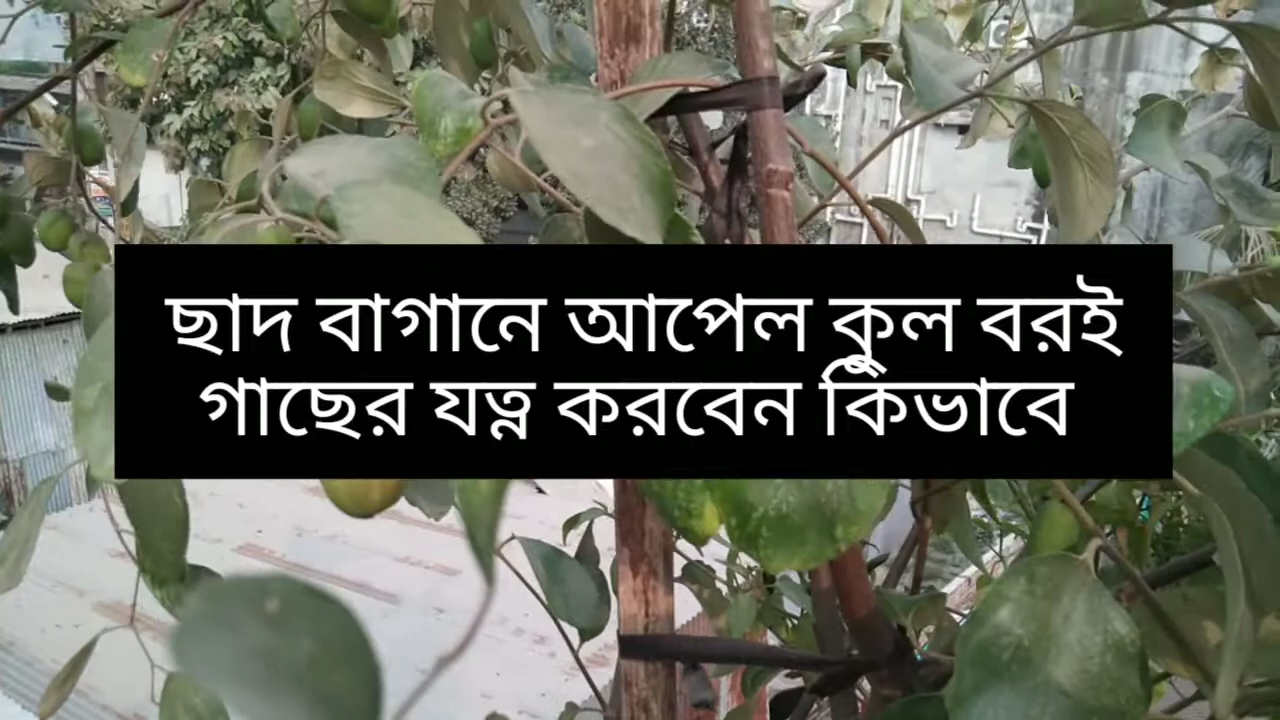 ছাদ বাগানে আপেল কুল বরই
গাছের যত্ন করবেন কিভাবে